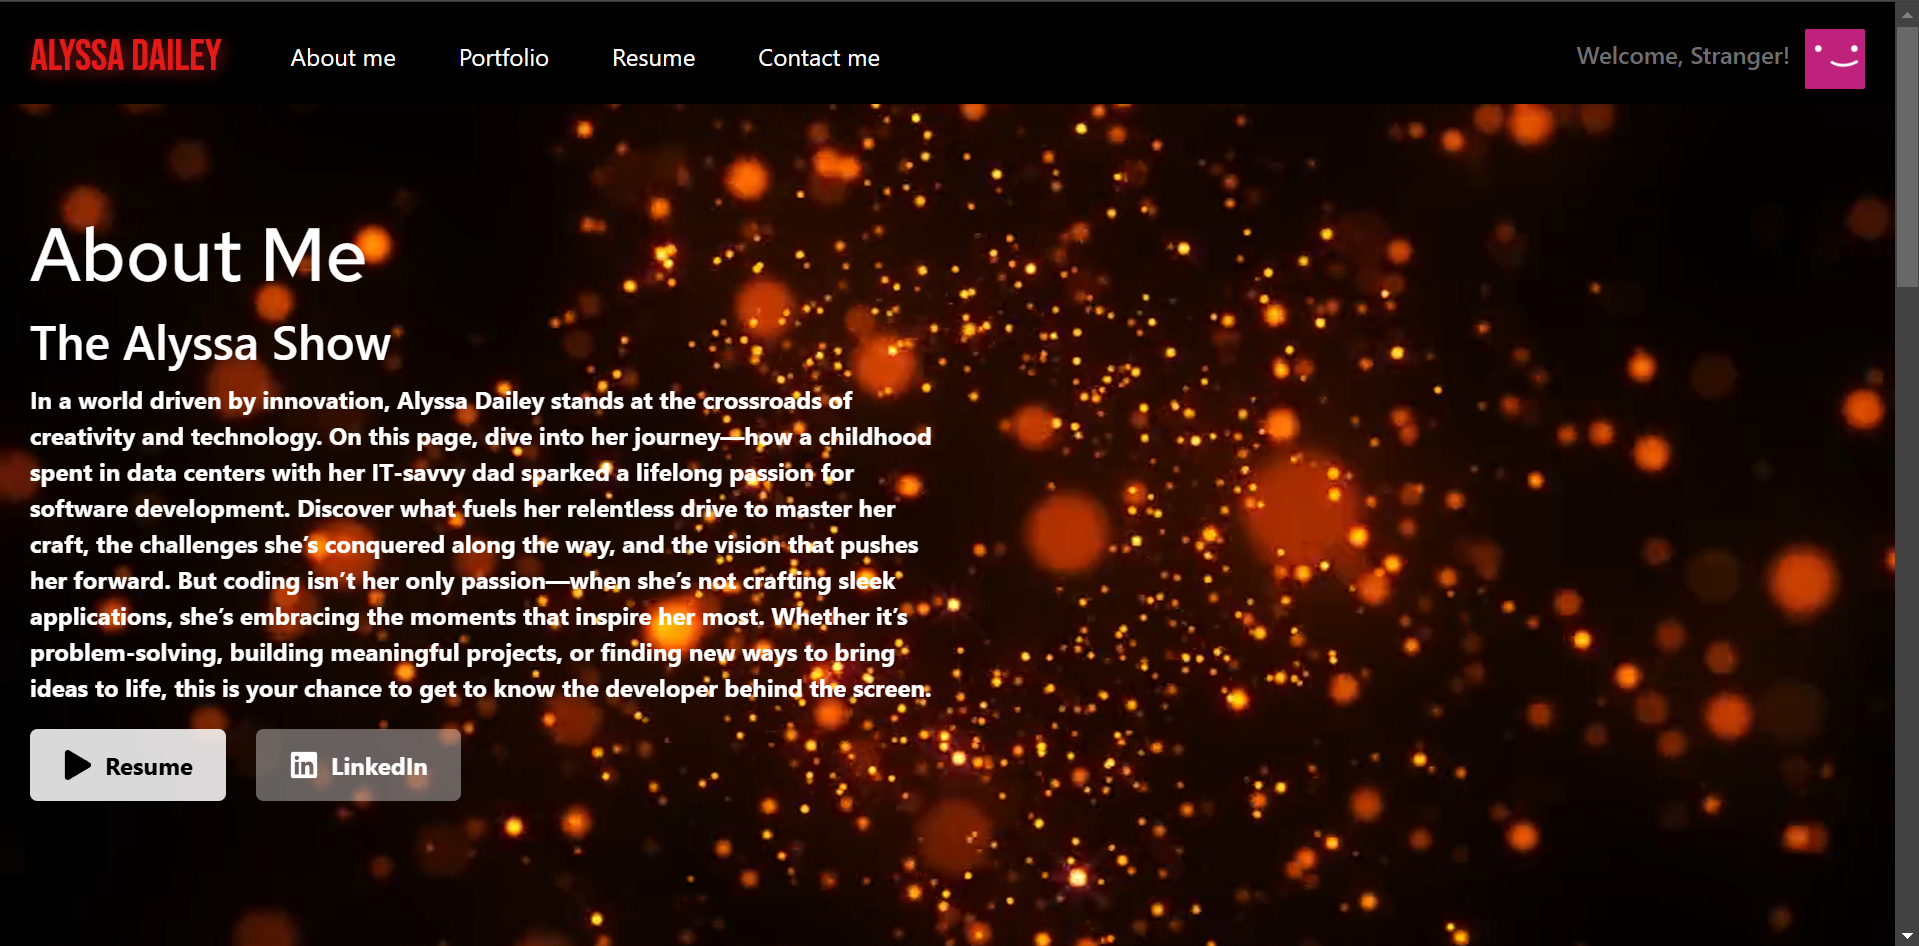 ALYSSA DAILEY
About me
Portfolio
Resume
Contact me
Welcome, Stranger!
About Me
The Alyssa Show
In a world driven by innovation, Alyssa Dailey stands at the crossroads of
creativity and technology. On this page, dive into her journey—how a childhood
spent in data centers with her IT-savvy dad sparked a lifelong passion for
software development. Discover what fuels her relentless drive to master her
craft, the challenges she’s conquered along the way, and the vision that pushes
her forward. But coding isn’t her only passion—when she’s not crafting sleek
applications, she’s embracing the moments that inspire her most. Whether it’s
problem-solving, building meaningful projects, or finding new ways to bring
ideas to life, this is your chance to get to know the developer behind the screen.
Resume
in LinkedIn